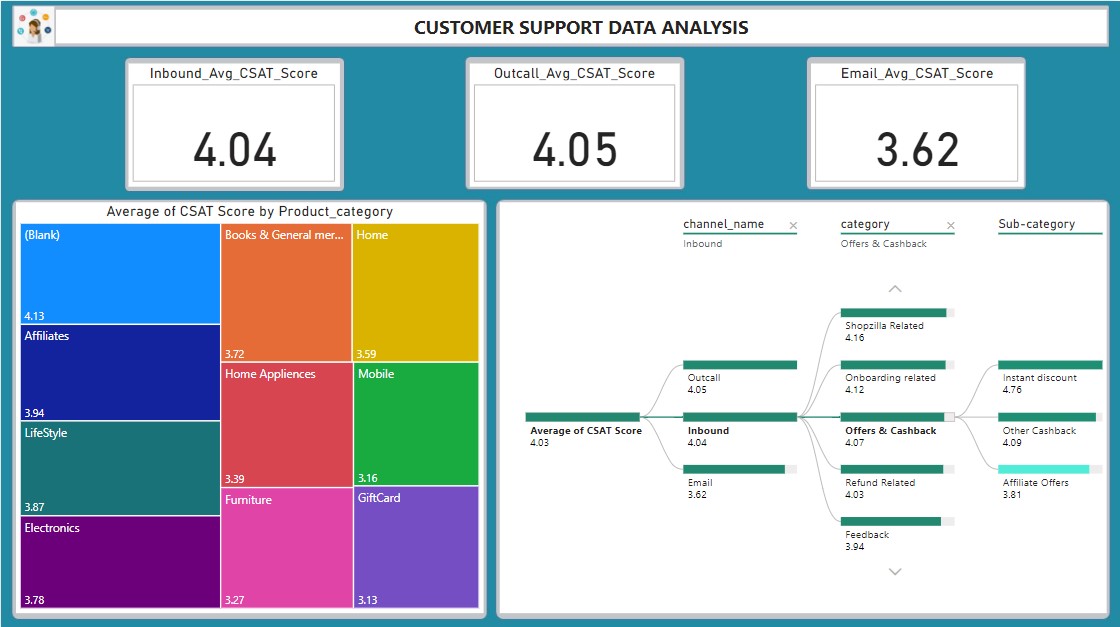 CUSTOMER SUPPORT DATA ANALYSIS
Inbound_Avg_CSAT_Score
4.04
Outcall_Avg_CSAT_Score
4.05
Email_Avg_CSAT_Score
3.62
Average of CSAT Score by Product_category
(Blank)
4.13
Affiliates
3.94
LifeStyle
3.87
Electronics
3.78
Books & General mer...
3.72
Home
3.59
Home Appliances
3.39
Mobile
3.16
Furniture
3.27
GiftCard
3.13
channel_name
Inbound
category
Offers & Cashback
Sub-category
Average of CSAT Score
4.03
Outcall
4.05
Inbound
4.04
Email
3.62
Shopzilla Related
4.16
Onboarding related
4.12
Offers & Cashback
4.07
Refund Related
4.03
Feedback
3.94
Instant discount
4.76
Other Cashback
4.09
Affiliate Offers
3.81